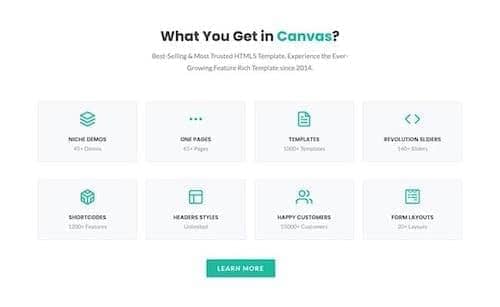 What You Get in Canvas?
Best-Selling & Most Trusted HTML5 Template. Experience the Ever-
Growing Feature Rich Template since 2014.
NICHE DEMOS
45+ Demos
ONE PAGES
65+ Pages
TEMPLATES
1000+ Templates
REVOLUTION SLIDERS
140+ Sliders
SHORTCODES
1200+ Features
HEADERS STYLES
Unlimited
HAPPY CUSTOMERS
15000+ Customers
FORM LAYOUTS
20+ Layouts
LEARN MORE